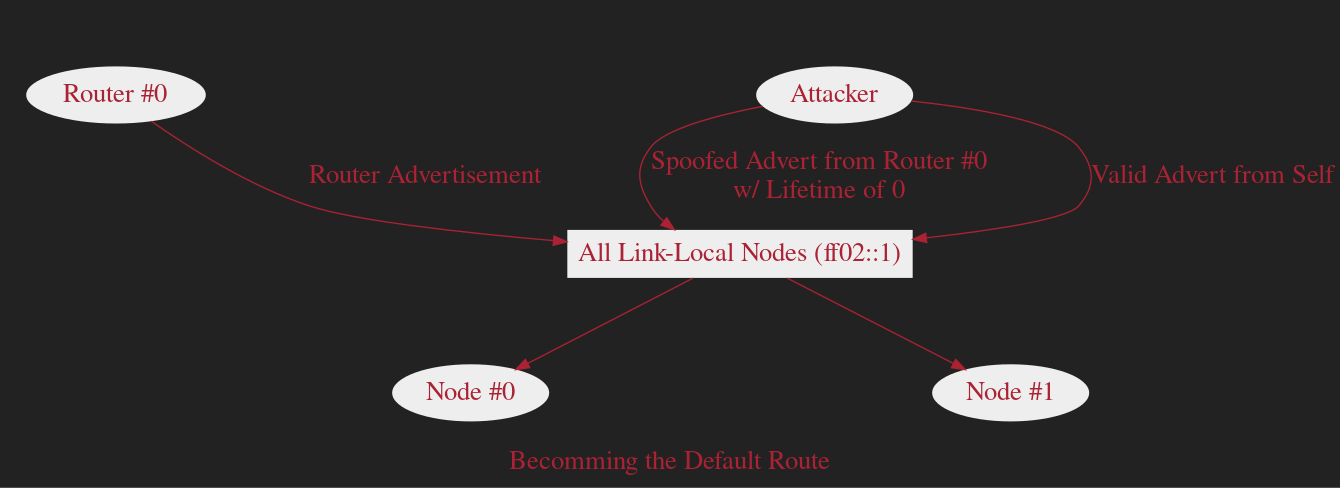 Router #0
Attacker
Spoofed Advert from Router #0
w/ Lifetime of 0
Router Advertisement
Valid Advert from Self
All Link-Local Nodes (ff02::1)
Node #0
Node #1
Becomming the Default Route